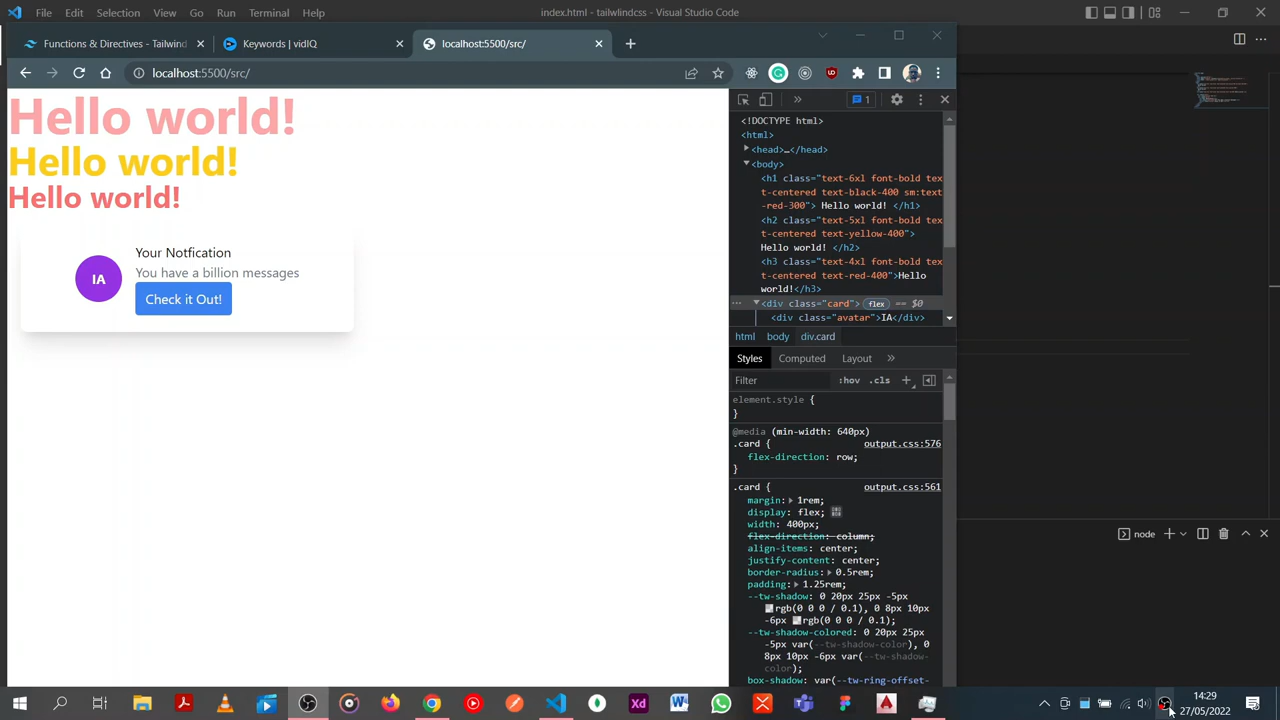 File Edit Selection View Go Run Terminal Help index.html - tailwindcss - Visual Studio Code
Functions & Directives - Tailwind Keywords | vidIQ localhost:5500/src/
localhost:5500/src/
Hello world!
Hello world!
Hello world!
Your Notfication
IA
You have a billion messages
Check it Out!
1
<!DOCTYPE html>
<html>
<head>…</head>
<body>
<h1 class="text-6xl font-bold tex
t-centered text-black-400 sm:text
-red-300"> Hello world! </h1>
<h2 class="text-5xl font-bold tex
t-centered text-yellow-400">
Hello world! </h2>
<h3 class="text-4xl font-bold tex
t-centered text-red-400">Hello
world!</h3>
<div class="card"> flex == $0
<div class="avatar">IA</div>
html body div.card
Styles Computed Layout
Filter :hov .cls
element.style {
}
@media (min-width: 640px)
.card { output.css:576
flex-direction: row;
}
.card { output.css:561
margin: 1rem;
display: flex;
width: 400px;
flex-direction: column;
align-items: center;
justify-content: center;
border-radius: 0.5rem;
padding: 1.25rem;
--tw-shadow: 0 20px 25px -5px
rgb(0 0 0 / 0.1), 0 8px 10px
-6px rgb(0 0 0 / 0.1);
--tw-shadow-colored: 0 20px 25px
-5px var(--tw-shadow-color), 0
8px 10px -6px var(--tw-shadow-
color);
box-shadow: var(--tw-ring-offset-
node
14:29
27/05/2022